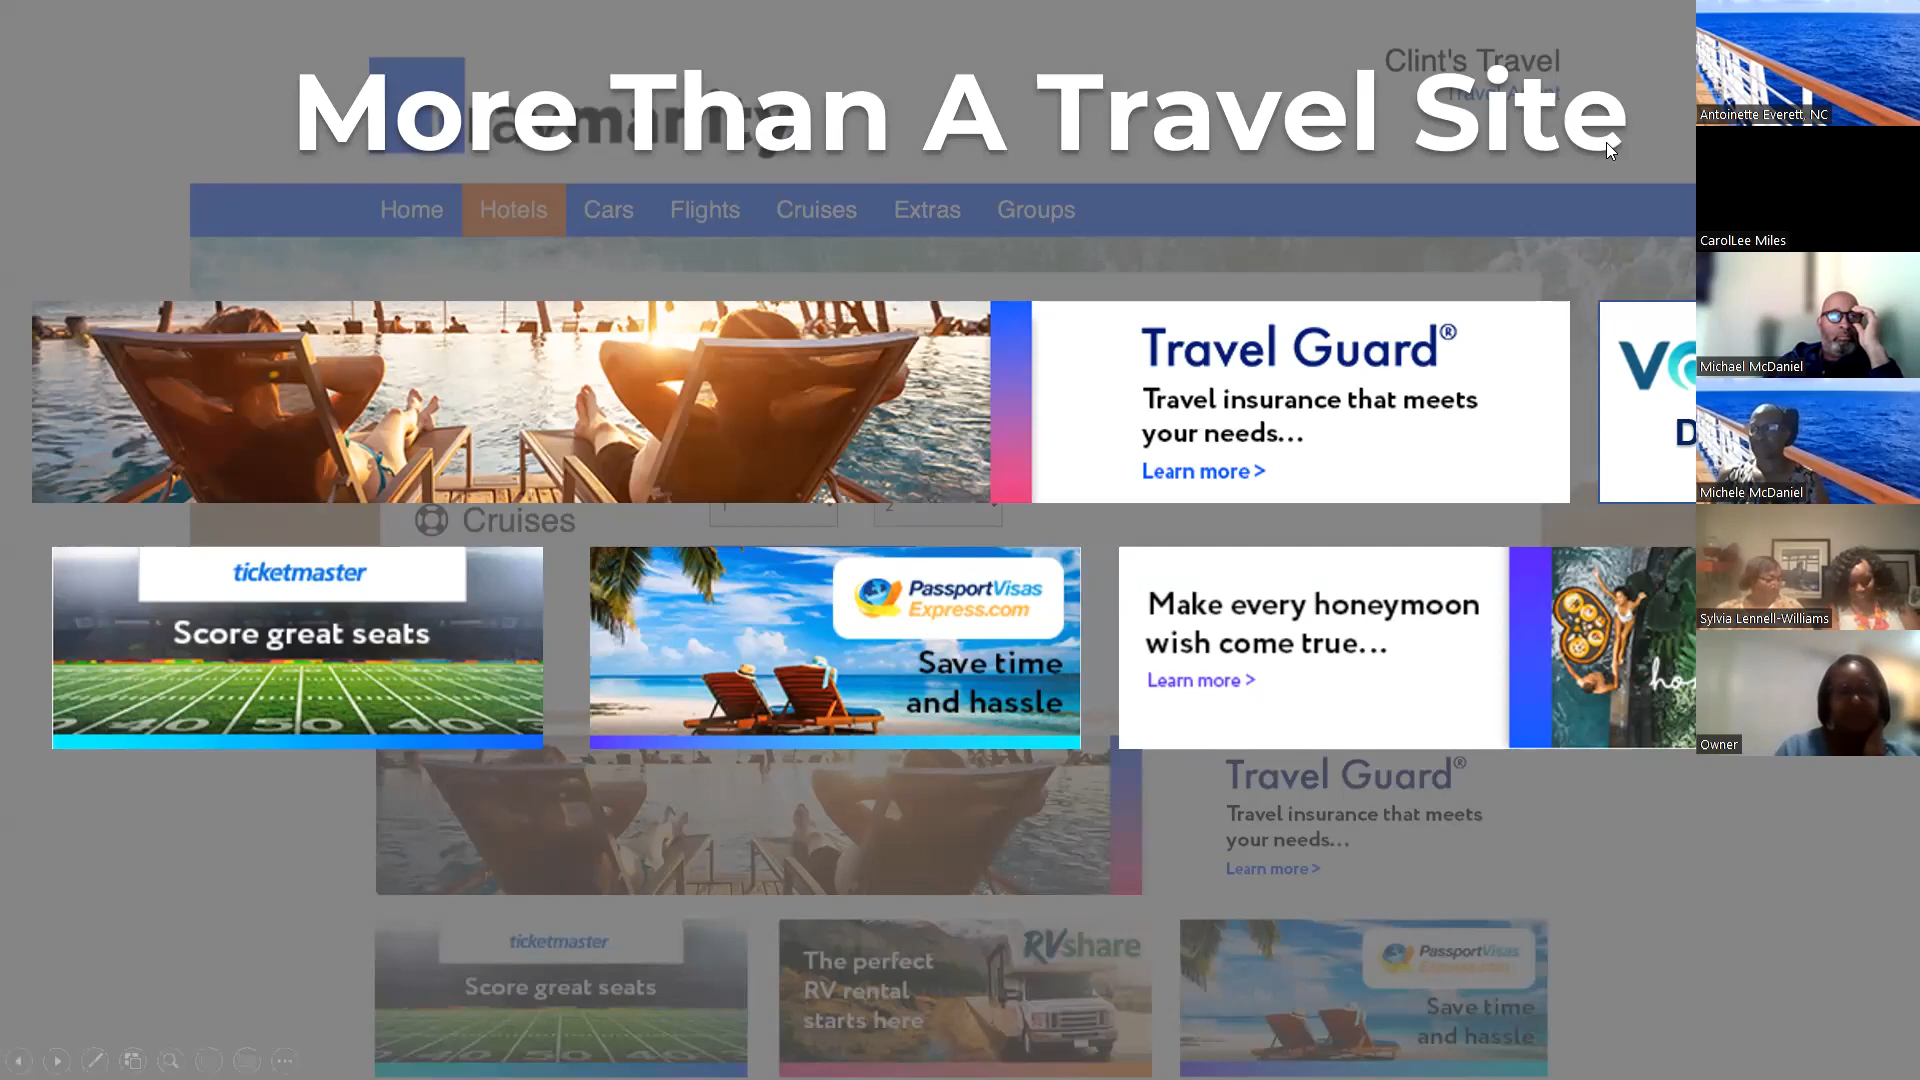 Clint's Travel
More Than A Travel Site
Home Hotels Cars Flights Cruises Extras Groups
Travel Guard®
Travel insurance that meets
your needs...
Learn more >
Cruises
ticketmaster
Score great seats
PassportVisas
Express.com
Save time
and hassle
Make every honeymoon
wish come true...
Learn more >
Travel Guard®
Travel insurance that meets
your needs...
Learn more >
ticketmaster
Score great seats
RVshare
The perfect
RV rental
starts here
PassportVisas
Express.com
Save time
and hassle
Antoinette Everett, NC
CarolLee Miles
Michael McDaniel
Michele McDaniel
Sylvia Lennell-Williams
Owner